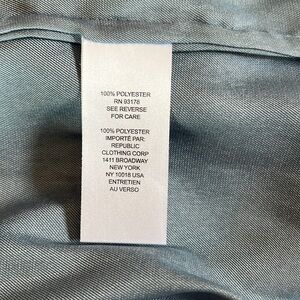 100% POLYESTER
RN 93178
SEE REVERSE
FOR CARE
100% POLYESTER
IMPORTÉ PAR:
REPUBLIC
CLOTHING CORP
1411 BROADWAY
NEW YORK
NY 10018 USA
ENTRETIEN
AU VERSO